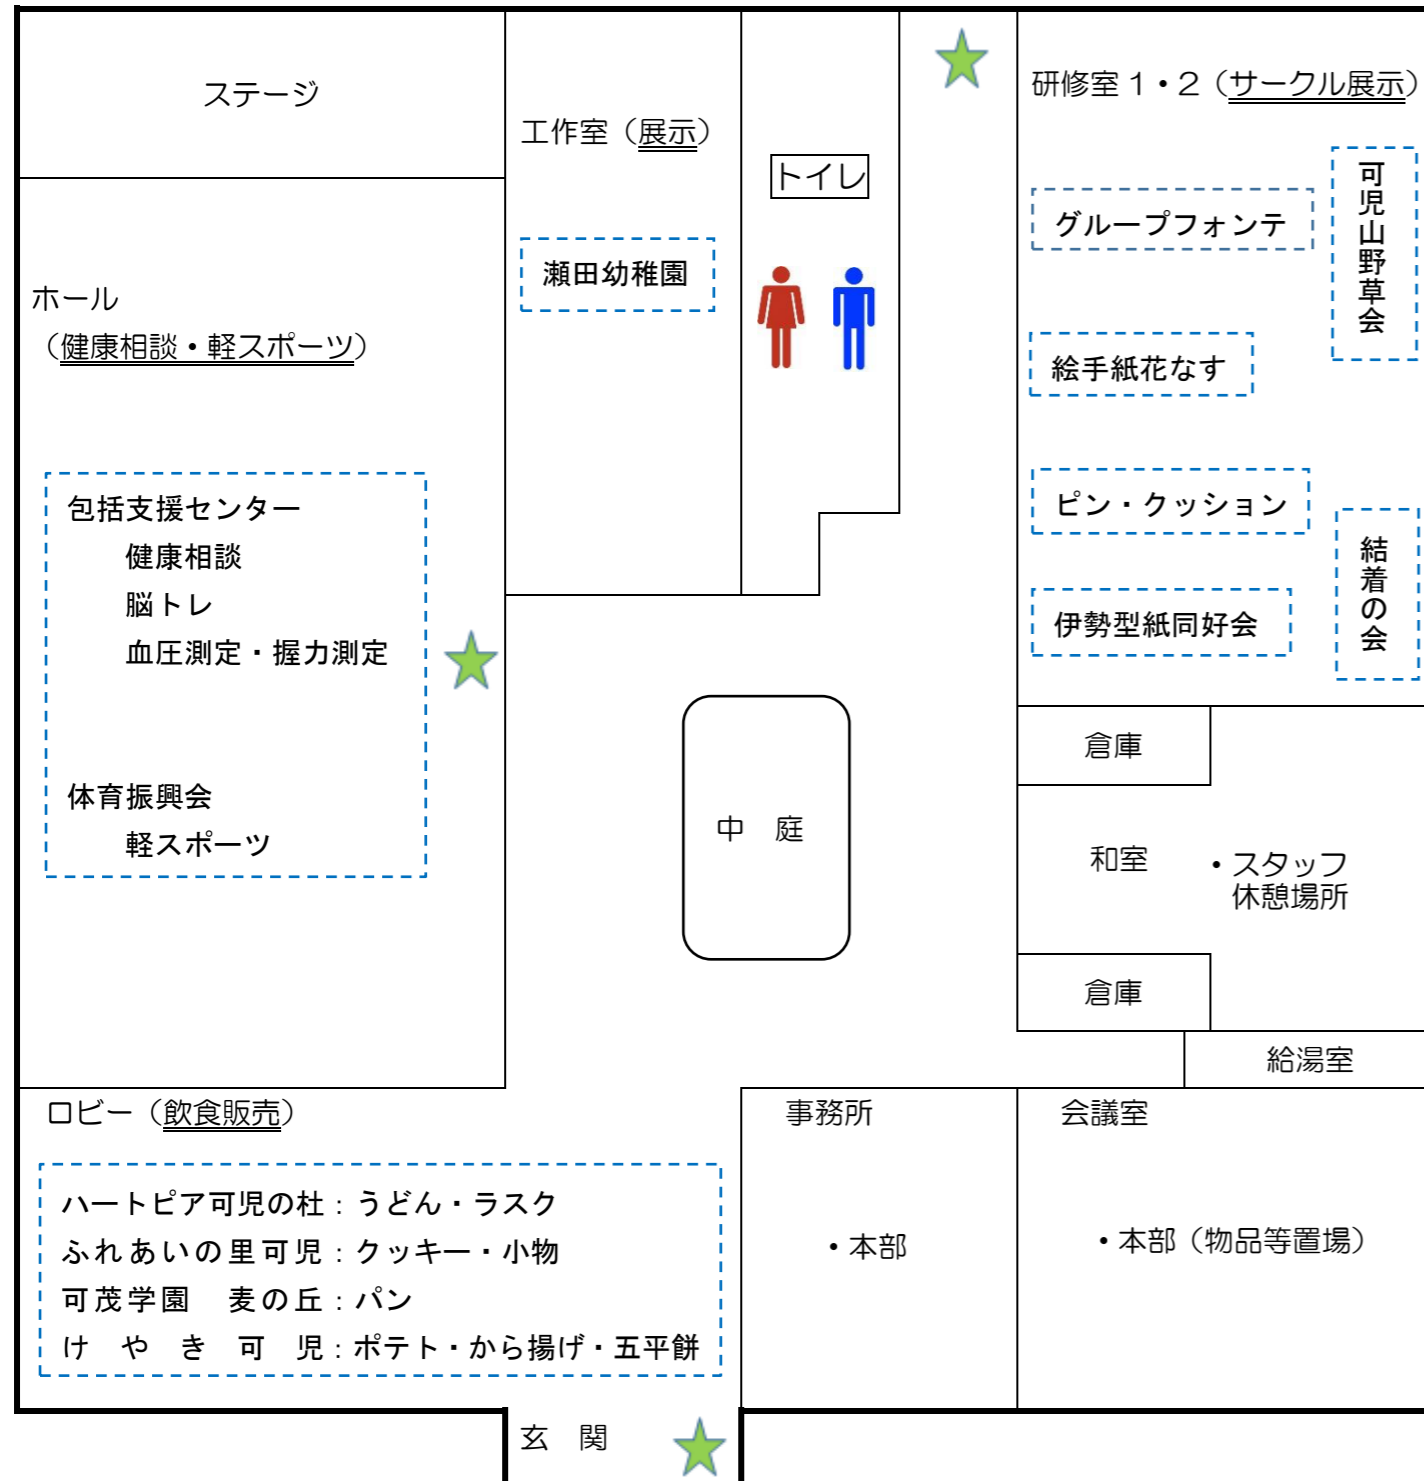 ステージ
ホール
（健康相談・軽スポーツ）
包括支援センター
健康相談
脳トレ
血圧測定・握力測定
体育振興会
軽スポーツ
工作室（展示）
瀬田幼稚園
トイレ
研修室１・２（サークル展示）
グループフォンテ
可児山野草会
絵手紙花なす
ピン・クッション
結着の会
伊勢型紙同好会
倉庫
中　庭
和室
・スタッフ
休憩場所
倉庫
給湯室
ロビー（飲食販売）
ハートピア可児の杜：うどん・ラスク
ふれあいの里可児：クッキー・小物
可茂学園　麦の丘：パン
け　や　き　可　児：ポテト・から揚げ・五平餅
事務所
・本部
会議室
・本部（物品等置場）
玄　関